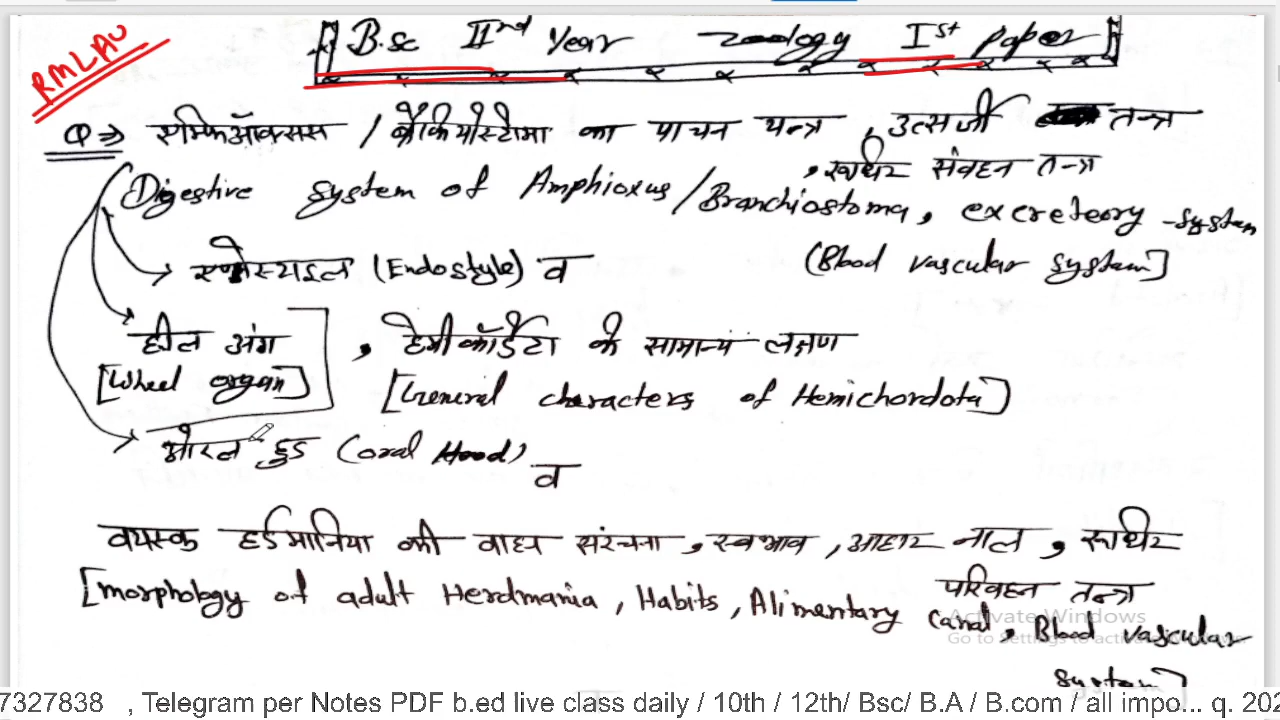 RMLAU
B.sc IInd Year Zoology Ist paper
Q ⇒ एम्फिऑक्सस / ब्रैंकियोस्टोमा का पाचन यन्त्र, उत्सर्जी तन्त्र
, रूधिर संवहन तन्त्र
Digestive system of Amphioxus/Branchiostoma, excreteory -system
(Blood vascular system]
→ एण्डोस्टाइल (Endostyle) व
→ हील अंग , हेमीकॉर्डेटा के सामान्य लक्षण
[Wheel organ] [General characters of Hemichordota]
→ ओरल हुड (oral Hood) व
वयस्क हर्डमानिया की वाह्य संरचना, स्वभाव, आहार नाल, रूधिर
परिवहन तन्त्र
[morphology of adult Herdmania, Habits, Alimentary Canal, Blood vascular
system]
Activate Windows
Go to Settings to activ
7327838 , Telegram per Notes PDF b.ed live class daily / 10th / 12th/ Bsc/ B.A / B.com / all impo... q. 202